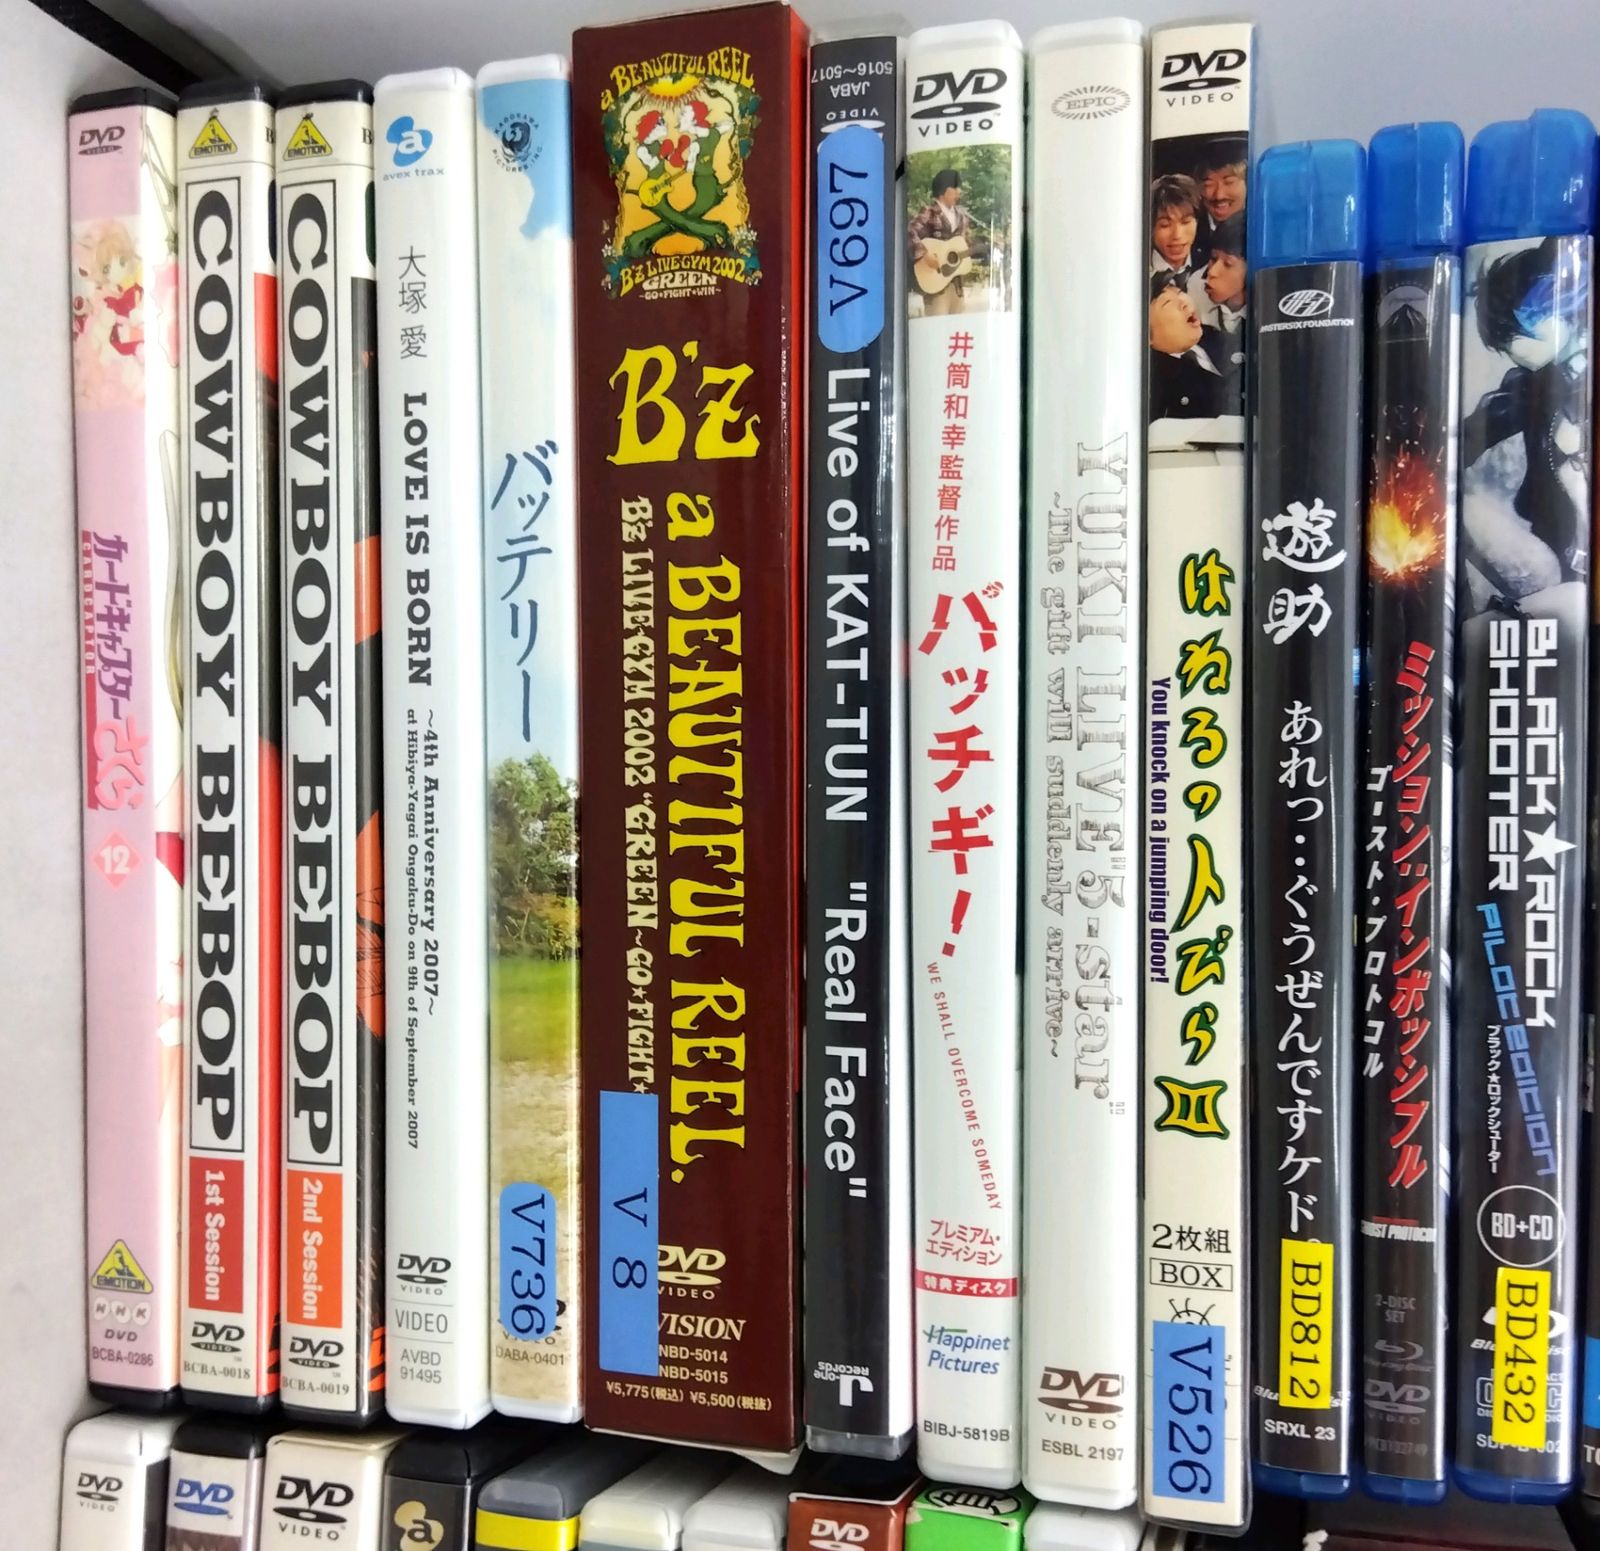 DVD
VIDEO
カードキャプターさくら
CARDCAPTOR
12
EMOTION
NHK
DVD
BCBA-0286
EMOTION
COWBOY BEBOP
1st Session
DVD
VIDEO
BCBA-0018
EMOTION
COWBOY BEBOP
2nd Session
DVD
VIDEO
BCBA-0019
a
avex trax
大塚 愛 LOVE IS BORN
～4th Anniversary 2007～
at Hibiya-Yagai Ongaku-Do on 9th of September 2007
DVD
VIDEO
VIDEO
AVBD
91495
KADOKAWA
PICTURES, INC.
バッテリー
V736
DABA-0401
a BEAUTIFUL REEL
B'z LIVE GYM 2002
GREEN
～GO★FIGHT★WIN～
B'z
a BEAUTIFUL REEL.
B'z LIVE-GYM 2002 "GREEN ～GO★FIGHT★
V 8
DVD
VIDEO
VISION
NBD-5014
NBD-5015
¥5,775(税込) ¥5,500(税抜)
JABA
5016～5017
VIDEO
V697
Live of KAT-TUN "Real Face"
J-one
Records
DVD
VIDEO
井筒和幸監督作品
パッチギ!
WE SHALL OVERCOME SOMEDAY
プレミアム・
エディション
特典ディスク
Happinet
Pictures
BIBJ-5819B
EPIC
YUKI LIVE "5-star"
～The gift will suddenly arrive～
DVD
VIDEO
ESBL 2197
DVD
VIDEO
はねるのトびら III
You knock on a jumping door!
2枚組
BOX
V526
MISTERSIXFOUNDATION
遊助
あれっ・・ぐうぜんですケド。
BD812
SRXL 23
ミッション:インポッシブル
ゴースト・プロトコル
GHOST PROTOCOL
2-DISC
SET
DVD
VIDEO
BLACK★ROCK
SHOOTER
PILOT EDITION
ブラック★ロックシューター
BD+CD
BD432
DVD
VIDEO
DVD
DVD
VIDEO
a
DVD